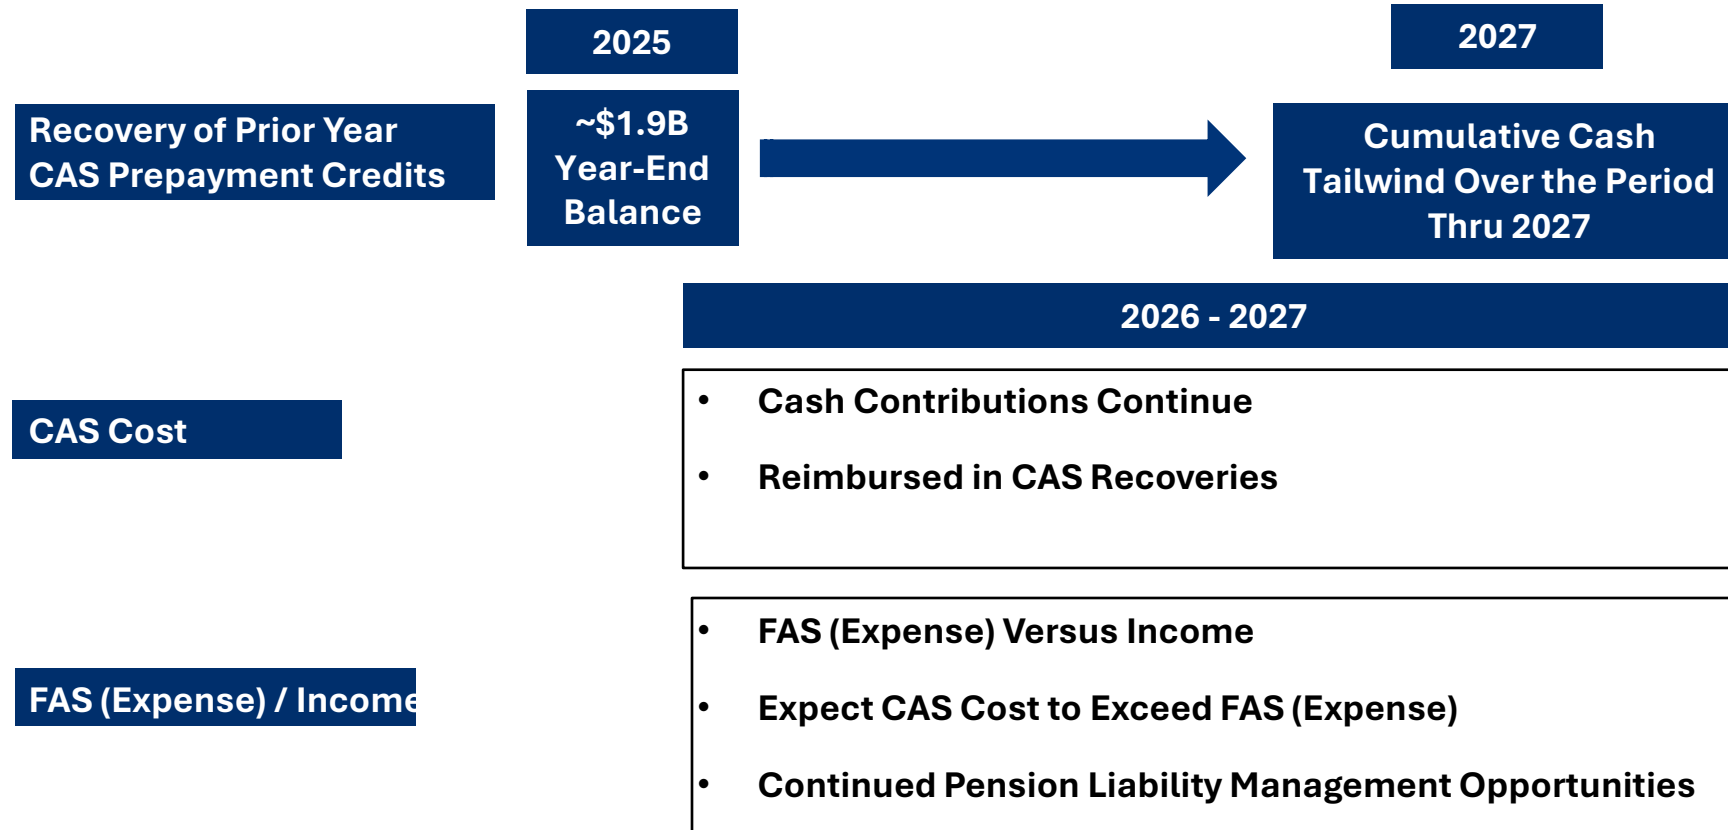 2025
2027
Recovery of Prior Year
CAS Prepayment Credits
~$1.9B
Year-End
Balance
Cumulative Cash
Tailwind Over the Period
Thru 2027
2026 - 2027
CAS Cost
• Cash Contributions Continue
• Reimbursed in CAS Recoveries
FAS (Expense) / Income
• FAS (Expense) Versus Income
• Expect CAS Cost to Exceed FAS (Expense)
• Continued Pension Liability Management Opportunities